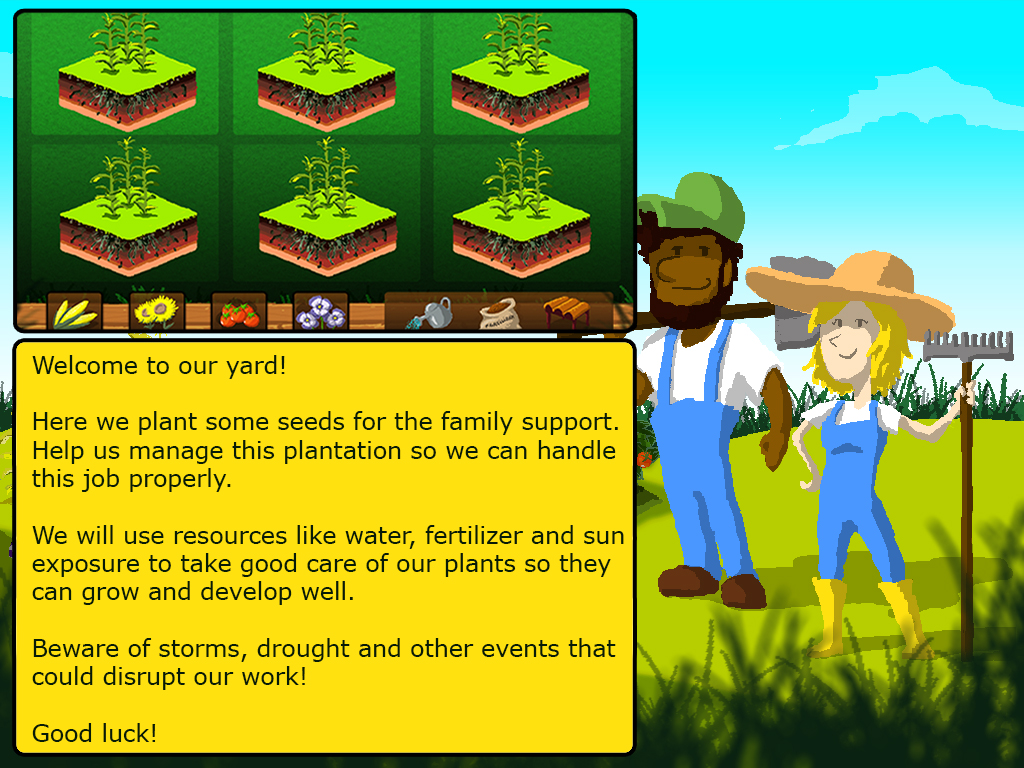 Welcome to our yard!
Here we plant some seeds for the family support.
Help us manage this plantation so we can handle
this job properly.
We will use resources like water, fertilizer and sun
exposure to take good care of our plants so they
can grow and develop well.
Beware of storms, drought and other events that
could disrupt our work!
Good luck!